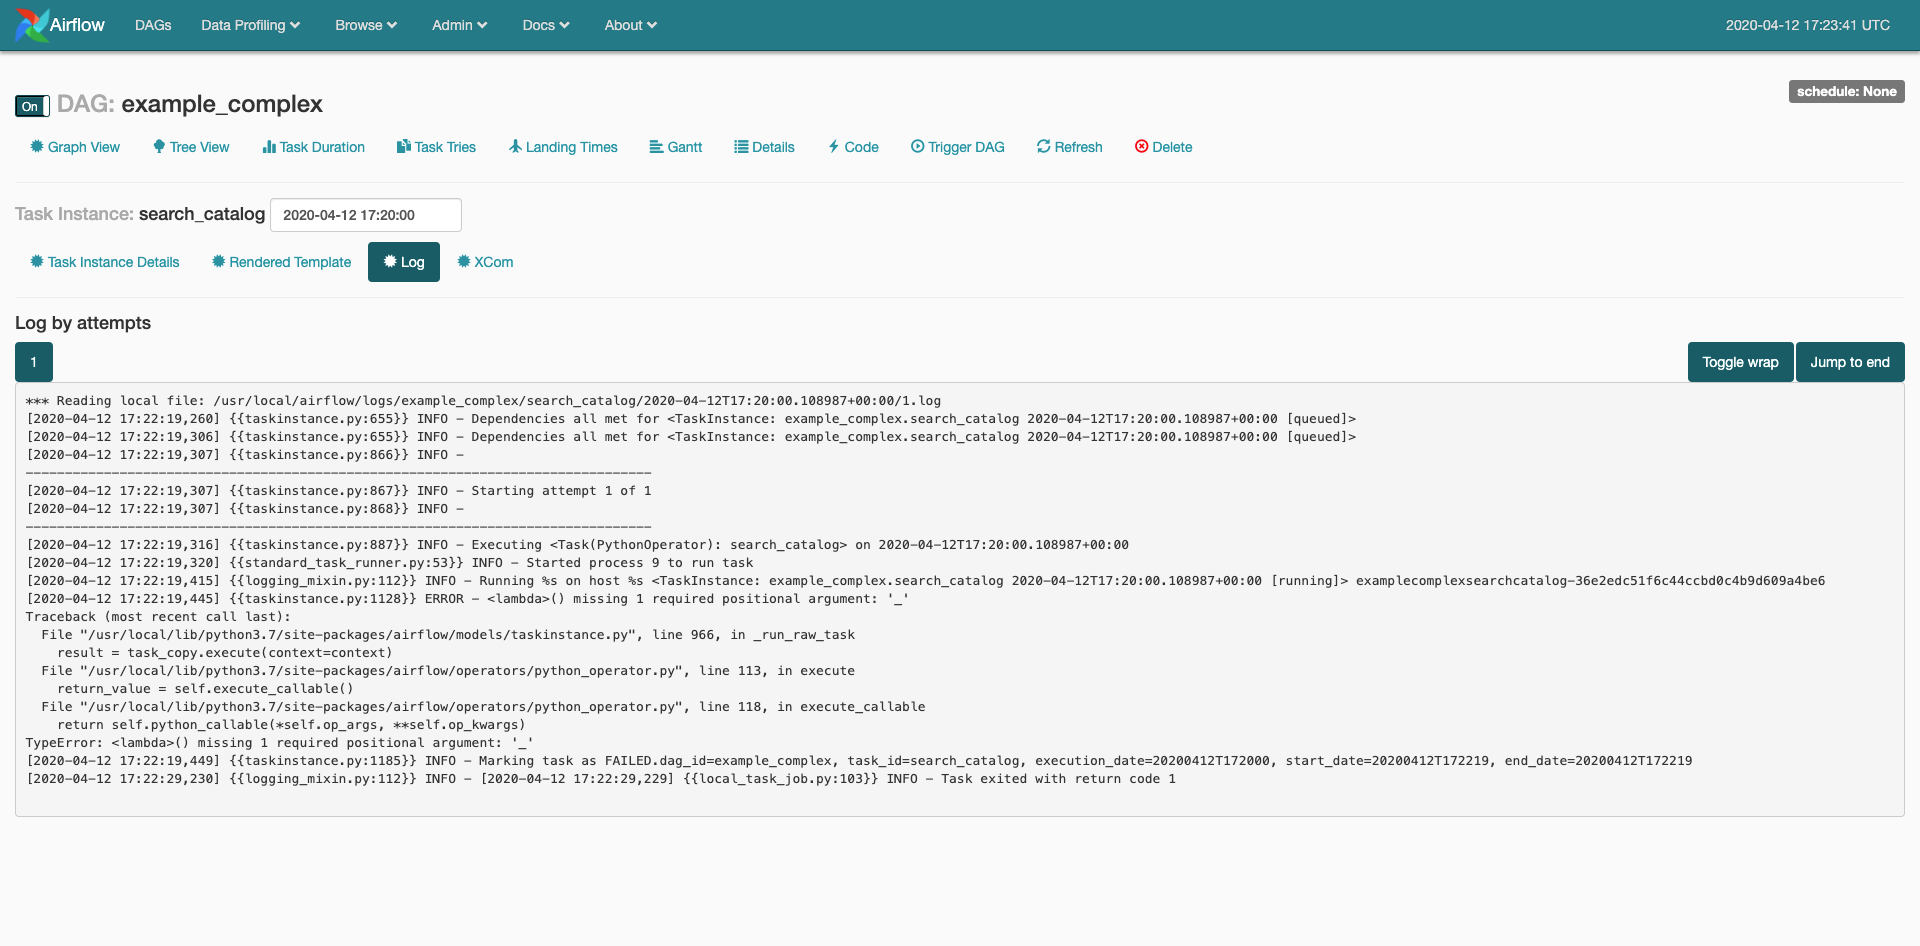 Airflow DAGs Data Profiling Browse Admin Docs About 2020-04-12 17:23:41 UTC
On DAG: example_complex schedule: None
Graph View Tree View Task Duration Task Tries Landing Times Gantt Details Code Trigger DAG Refresh Delete
Task Instance: search_catalog 2020-04-12 17:20:00
Task Instance Details Rendered Template Log XCom
Log by attempts
1 Toggle wrap Jump to end
*** Reading local file: /usr/local/airflow/logs/example_complex/search_catalog/2020-04-12T17:20:00.108987+00:00/1.log
[2020-04-12 17:22:19,260] {{taskinstance.py:655}} INFO - Dependencies all met for <TaskInstance: example_complex.search_catalog 2020-04-12T17:20:00.108987+00:00 [queued]>
[2020-04-12 17:22:19,306] {{taskinstance.py:655}} INFO - Dependencies all met for <TaskInstance: example_complex.search_catalog 2020-04-12T17:20:00.108987+00:00 [queued]>
[2020-04-12 17:22:19,307] {{taskinstance.py:866}} INFO -
--------------------------------------------------------------------------------
[2020-04-12 17:22:19,307] {{taskinstance.py:867}} INFO - Starting attempt 1 of 1
[2020-04-12 17:22:19,307] {{taskinstance.py:868}} INFO -
--------------------------------------------------------------------------------
[2020-04-12 17:22:19,316] {{taskinstance.py:887}} INFO - Executing <Task(PythonOperator): search_catalog> on 2020-04-12T17:20:00.108987+00:00
[2020-04-12 17:22:19,320] {{standard_task_runner.py:53}} INFO - Started process 9 to run task
[2020-04-12 17:22:19,415] {{logging_mixin.py:112}} INFO - Running %s on host %s <TaskInstance: example_complex.search_catalog 2020-04-12T17:20:00.108987+00:00 [running]> examplecomplexsearchcatalog-36e2edc51f6c44ccbd0c4b9d609a4be6
[2020-04-12 17:22:19,445] {{taskinstance.py:1128}} ERROR - <lambda>() missing 1 required positional argument: '_'
Traceback (most recent call last):
  File "/usr/local/lib/python3.7/site-packages/airflow/models/taskinstance.py", line 966, in _run_raw_task
    result = task_copy.execute(context=context)
  File "/usr/local/lib/python3.7/site-packages/airflow/operators/python_operator.py", line 113, in execute
    return_value = self.execute_callable()
  File "/usr/local/lib/python3.7/site-packages/airflow/operators/python_operator.py", line 118, in execute_callable
    return self.python_callable(*self.op_args, **self.op_kwargs)
TypeError: <lambda>() missing 1 required positional argument: '_'
[2020-04-12 17:22:19,449] {{taskinstance.py:1185}} INFO - Marking task as FAILED.dag_id=example_complex, task_id=search_catalog, execution_date=20200412T172000, start_date=20200412T172219, end_date=20200412T172219
[2020-04-12 17:22:29,230] {{logging_mixin.py:112}} INFO - [2020-04-12 17:22:29,229] {{local_task_job.py:103}} INFO - Task exited with return code 1